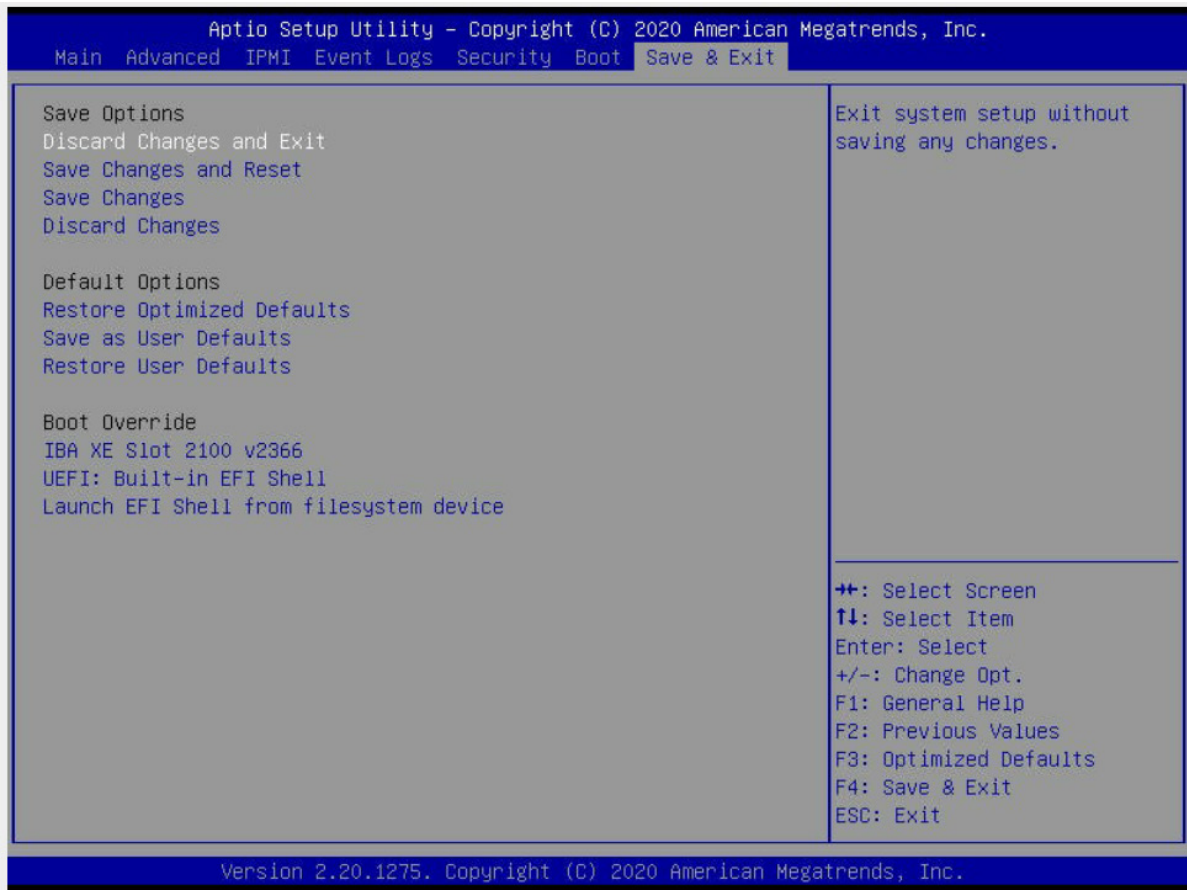 Aptio Setup Utility – Copyright (C) 2020 American Megatrends, Inc.
Main Advanced IPMI Event Logs Security Boot Save & Exit
Save Options
Discard Changes and Exit
Save Changes and Reset
Save Changes
Discard Changes
Default Options
Restore Optimized Defaults
Save as User Defaults
Restore User Defaults
Boot Override
IBA XE Slot 2100 v2366
UEFI: Built-in EFI Shell
Launch EFI Shell from filesystem device
Exit system setup without
saving any changes.
→←: Select Screen
↑↓: Select Item
Enter: Select
+/-: Change Opt.
F1: General Help
F2: Previous Values
F3: Optimized Defaults
F4: Save & Exit
ESC: Exit
Version 2.20.1275. Copyright (C) 2020 American Megatrends, Inc.